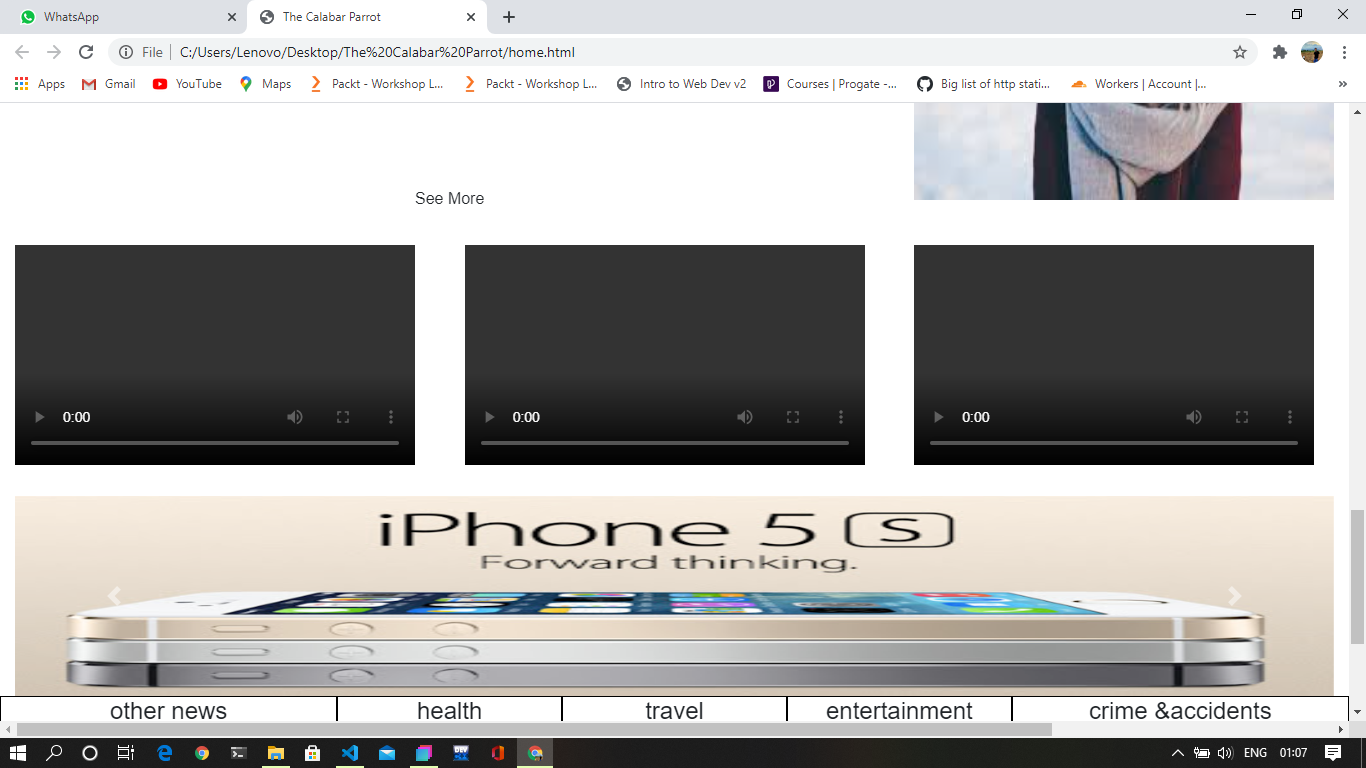 WhatsApp
The Calabar Parrot
File
C:/Users/Lenovo/Desktop/The%20Calabar%20Parrot/home.html
Apps
Gmail
YouTube
Maps
Packt - Workshop L...
Packt - Workshop L...
Intro to Web Dev v2
Courses | Progate -...
Big list of http stati...
Workers | Account |...
See More
0:00
0:00
0:00
iPhone 5 S
Forward thinking.
other news
health
travel
entertainment
crime &accidents
ENG
01:07